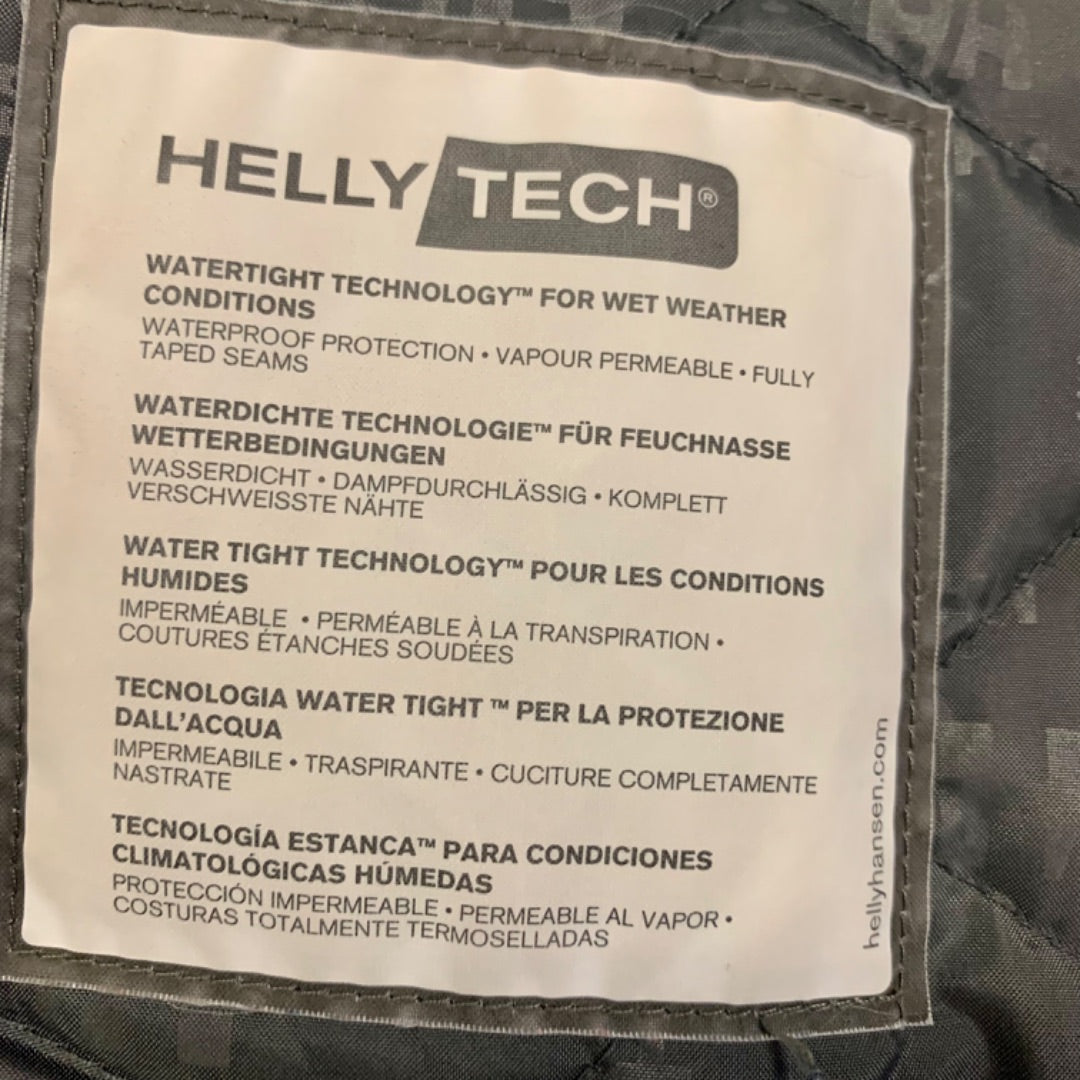 HELLY TECH®
WATERTIGHT TECHNOLOGY™ FOR WET WEATHER
CONDITIONS
WATERPROOF PROTECTION • VAPOUR PERMEABLE • FULLY
TAPED SEAMS
WATERDICHTE TECHNOLOGIE™ FÜR FEUCHNASSE
WETTERBEDINGUNGEN
WASSERDICHT • DAMPFDURCHLÄSSIG • KOMPLETT
VERSCHWEISSTE NÄHTE
WATER TIGHT TECHNOLOGY™ POUR LES CONDITIONS
HUMIDES
IMPERMÉABLE • PERMÉABLE À LA TRANSPIRATION •
COUTURES ÉTANCHES SOUDÉES
TECNOLOGIA WATER TIGHT ™ PER LA PROTEZIONE
DALL'ACQUA
IMPERMEABILE • TRASPIRANTE • CUCITURE COMPLETAMENTE
NASTRATE
TECNOLOGÍA ESTANCA™ PARA CONDICIONES
CLIMATOLÓGICAS HÚMEDAS
PROTECCIÓN IMPERMEABLE • PERMEABLE AL VAPOR •
COSTURAS TOTALMENTE TERMOSELLADAS
hellyhansen.com